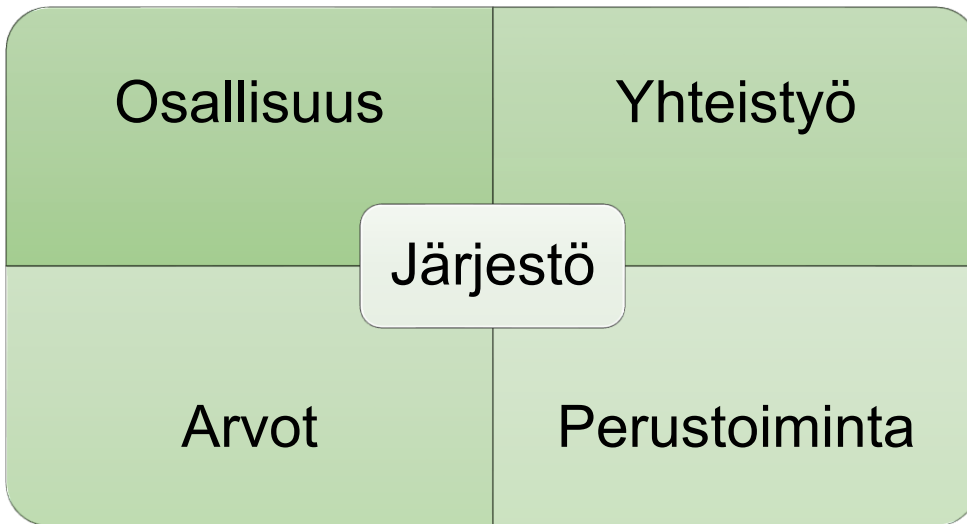 Osallisuus
Yhteistyö
Järjestö
Arvot
Perustoiminta